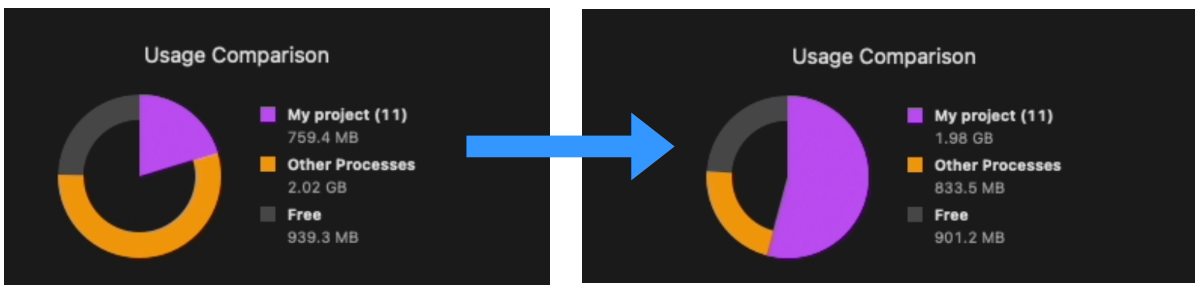 Usage Comparison
My project (11)
759.4 MB
Other Processes
2.02 GB
Free
939.3 MB
Usage Comparison
My project (11)
1.98 GB
Other Processes
833.5 MB
Free
901.2 MB